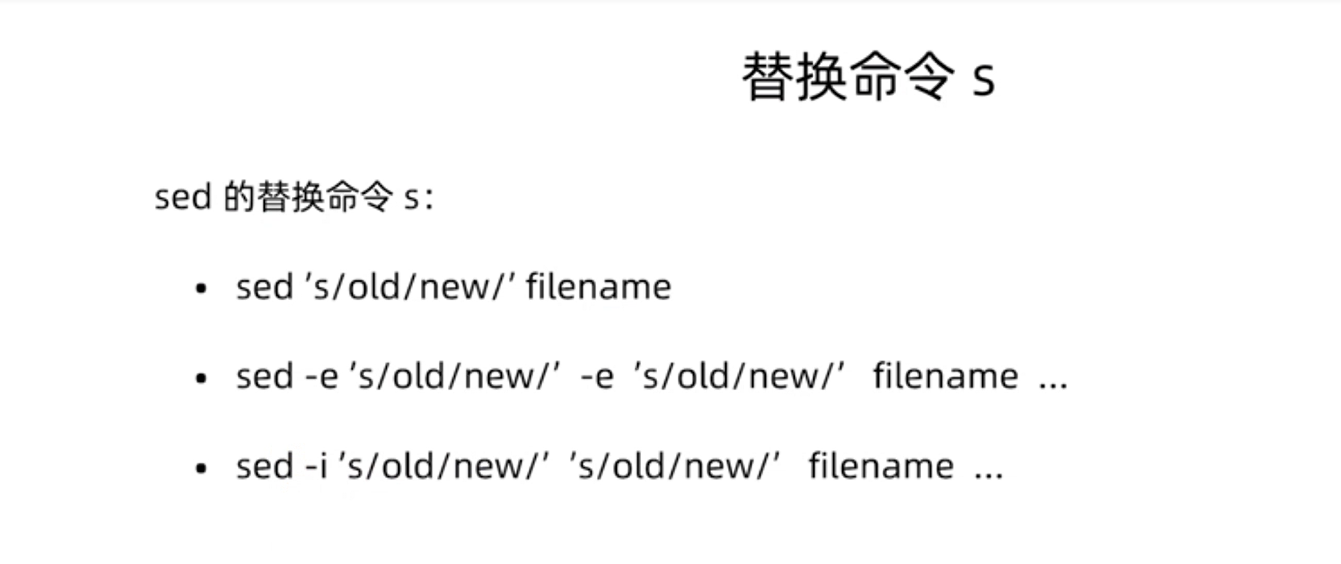 替换命令 s
sed 的替换命令 s：
• sed ′s/old/new/′ filename
• sed -e ′s/old/new/′ -e ′s/old/new/′ filename ...
• sed -i ′s/old/new/′ ′s/old/new/′ filename ...